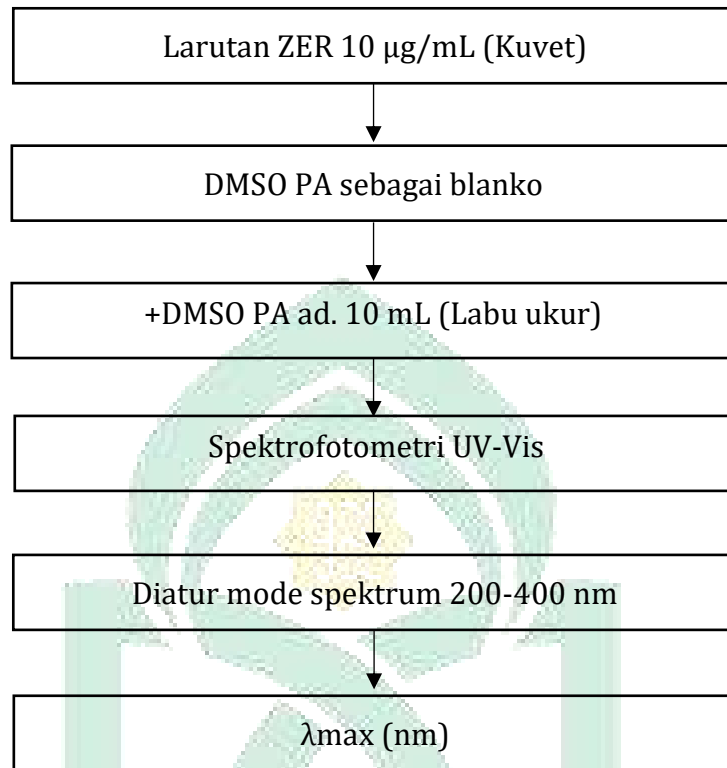 Larutan ZER 10 µg/mL (Kuvet)
DMSO PA sebagai blanko
+DMSO PA ad. 10 mL (Labu ukur)
Spektrofotometri UV-Vis
Diatur mode spektrum 200-400 nm
λmax (nm)